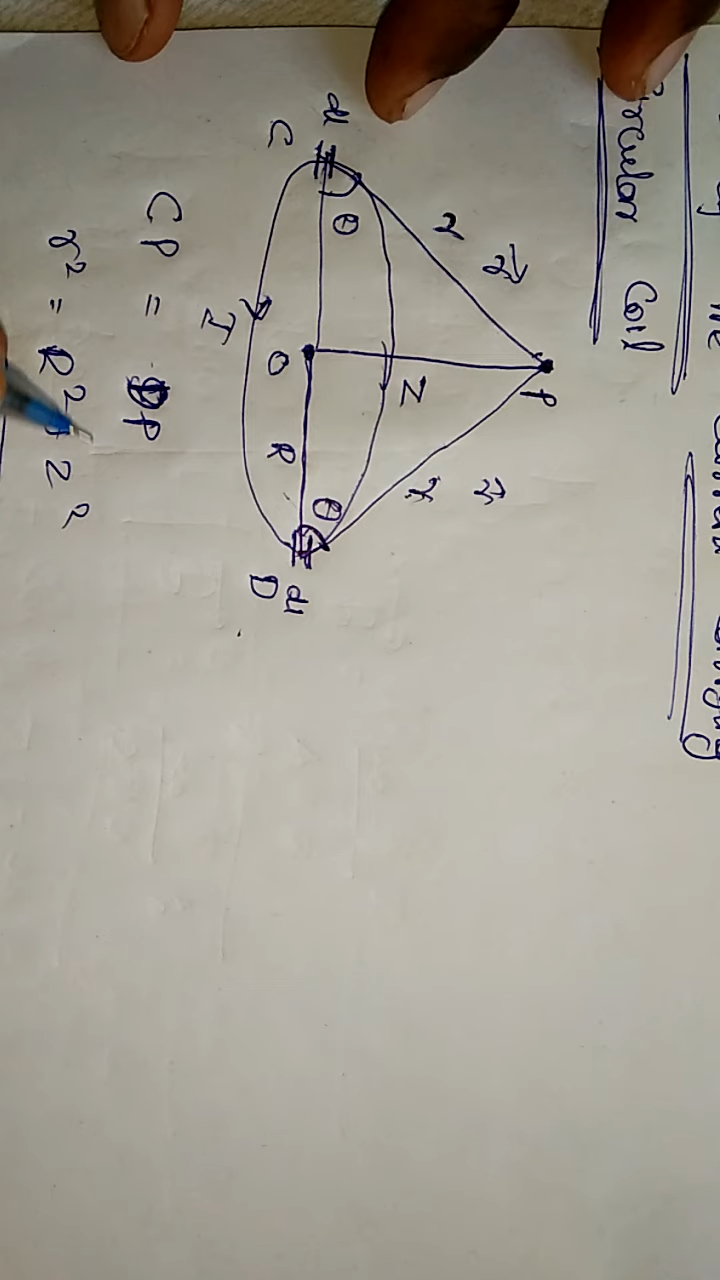 Circular Coil
P
r r⃗
r r⃗
Z
θ
θ
dl
C
O
R
dl
D
I
CP = DP
r² = R² + Z²